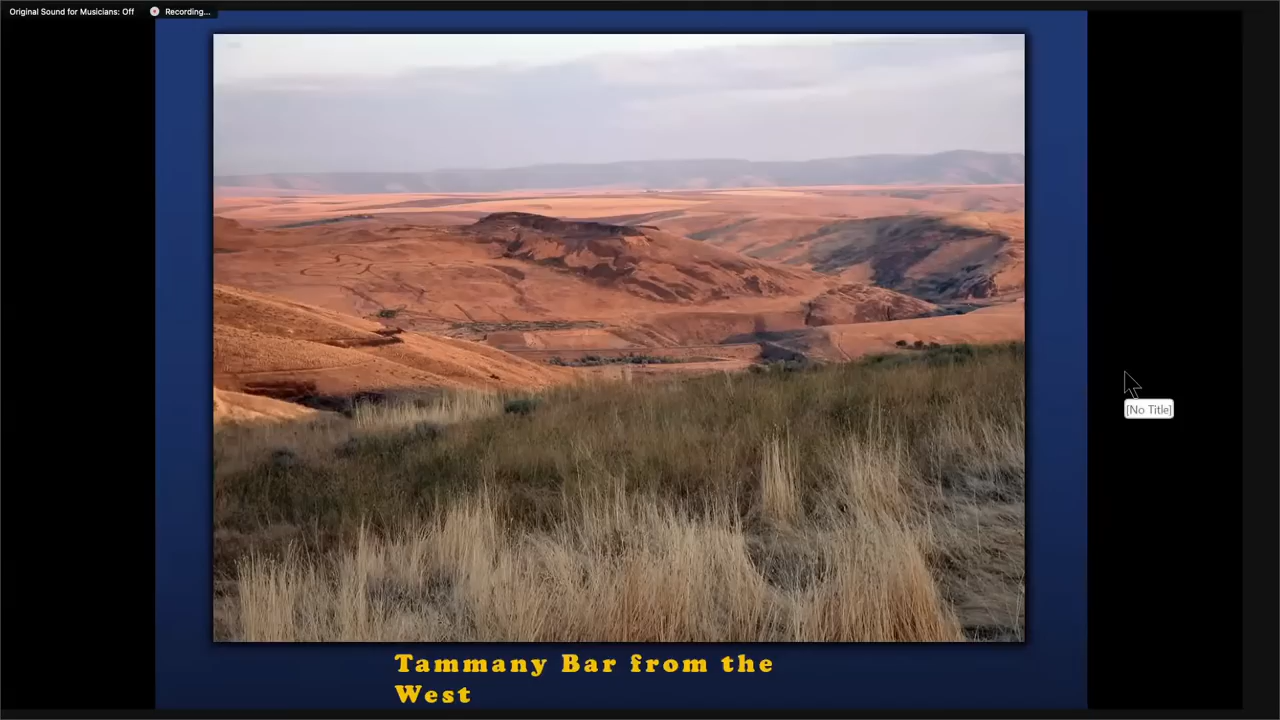 Original Sound for Musicians: Off
Recording...
[No Title]
Tammany Bar from the
West